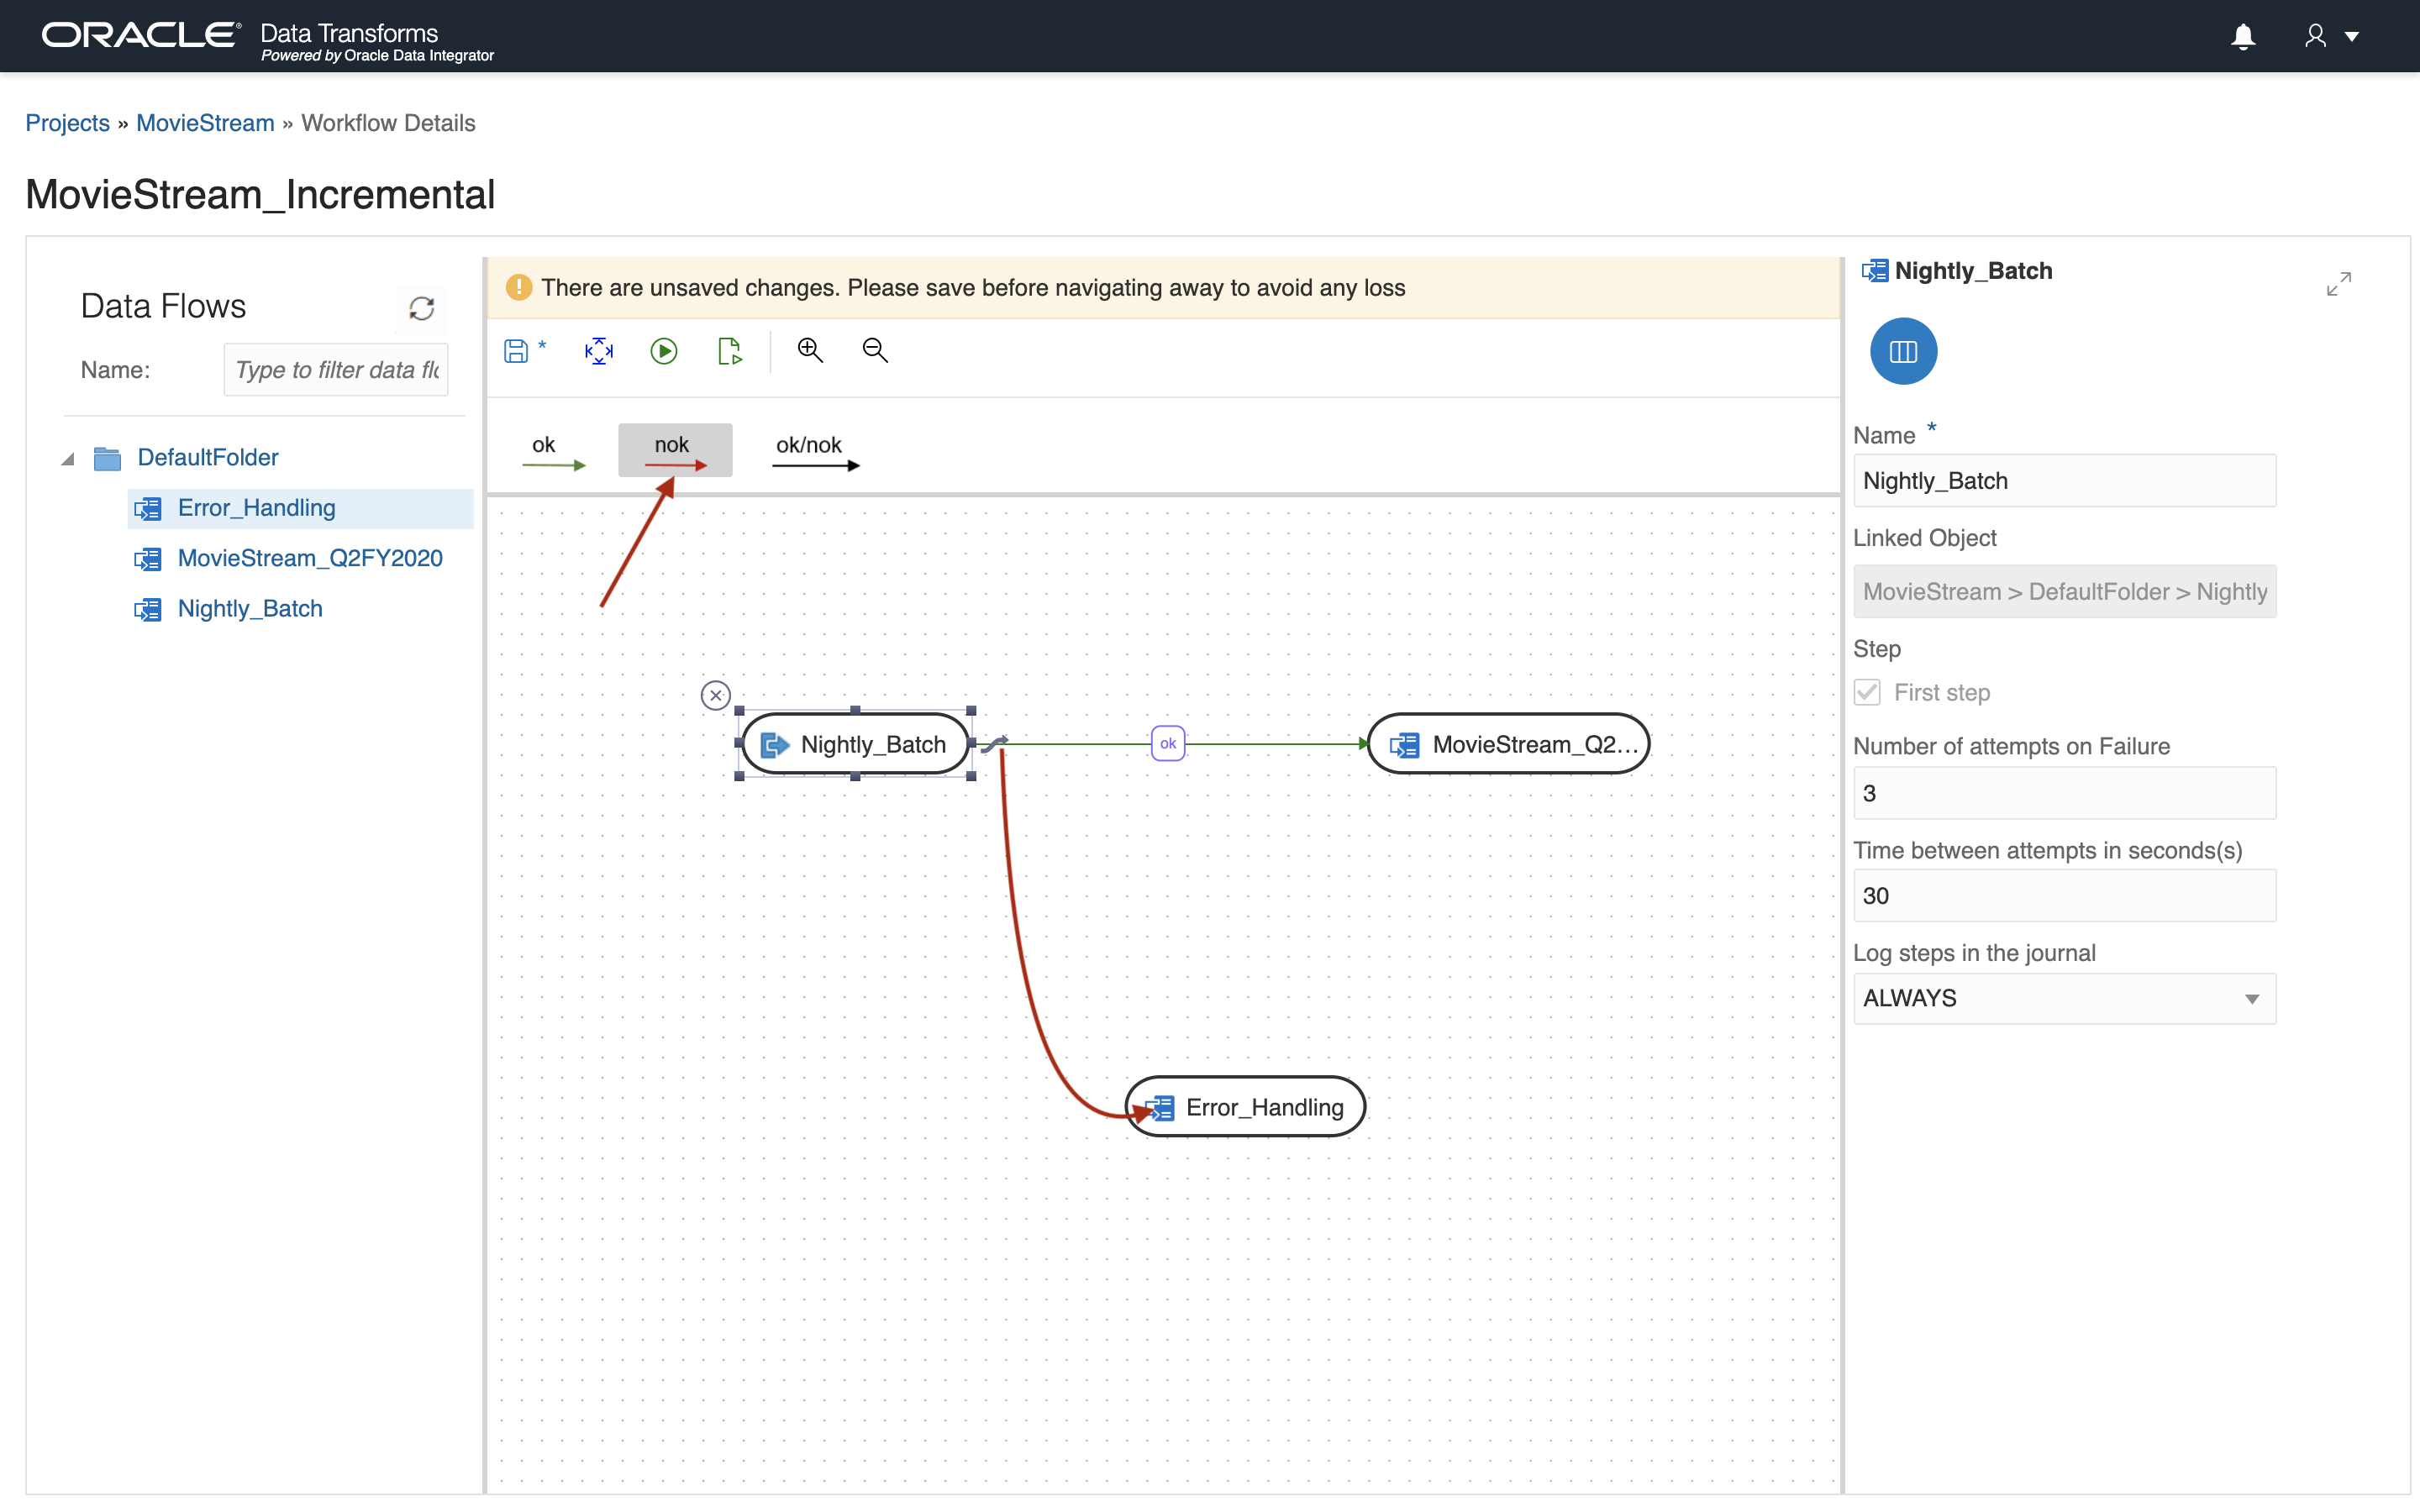 ORACLE Data Transforms
Powered by Oracle Data Integrator
Projects » MovieStream » Workflow Details
MovieStream_Incremental
Data Flows
Name: Type to filter data flo
DefaultFolder
Error_Handling
MovieStream_Q2FY2020
Nightly_Batch
! There are unsaved changes. Please save before navigating away to avoid any loss
*
ok
nok
ok/nok
Nightly_Batch
ok
MovieStream_Q2...
Error_Handling
Nightly_Batch
Name *
Nightly_Batch
Linked Object
MovieStream > DefaultFolder > Nightly
Step
First step
Number of attempts on Failure
3
Time between attempts in seconds(s)
30
Log steps in the journal
ALWAYS